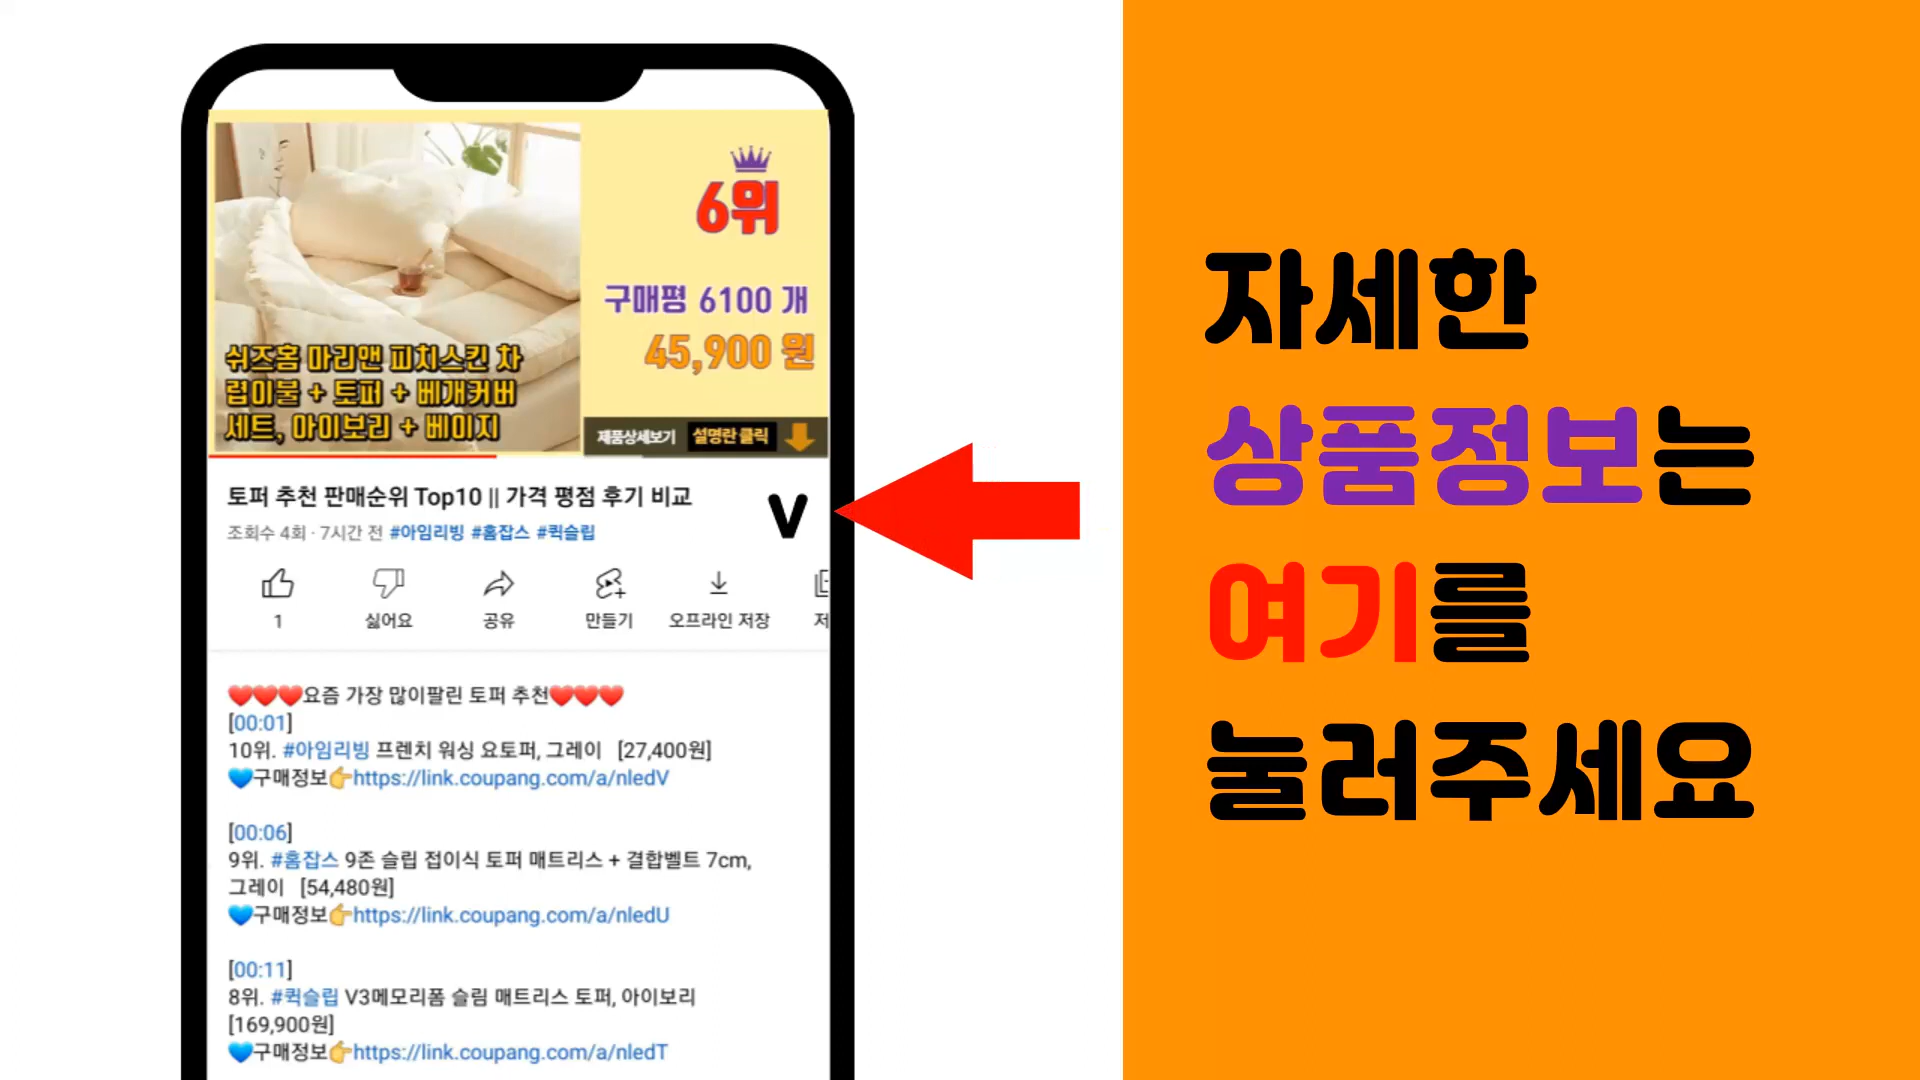 6위
구매평 6100 개
45,900 원
쉬즈홈 마리앤 피치스킨 차
렵이불 + 토퍼 + 베개커버
세트, 아이보리 + 베이지
제품상세보기 설명란 클릭
토퍼 추천 판매순위 Top10 || 가격 평점 후기 비교
V
조회수 4회 · 7시간 전 #아임리빙 #홈잡스 #퀵슬립
1 싫어요 공유 만들기 오프라인 저장 저
❤️❤️❤️요즘 가장 많이팔린 토퍼 추천❤️❤️❤️
[00:01]
10위. #아임리빙 프렌치 워싱 요토퍼, 그레이 [27,400원]
💙구매정보👉https://link.coupang.com/a/nledV
[00:06]
9위. #홈잡스 9존 슬립 접이식 토퍼 매트리스 + 결합벨트 7cm,
그레이 [54,480원]
💙구매정보👉https://link.coupang.com/a/nledU
[00:11]
8위. #퀵슬립 V3메모리폼 슬림 매트리스 토퍼, 아이보리
[169,900원]
💙구매정보👉https://link.coupang.com/a/nledT
자세한
상품정보는
여기를
눌러주세요